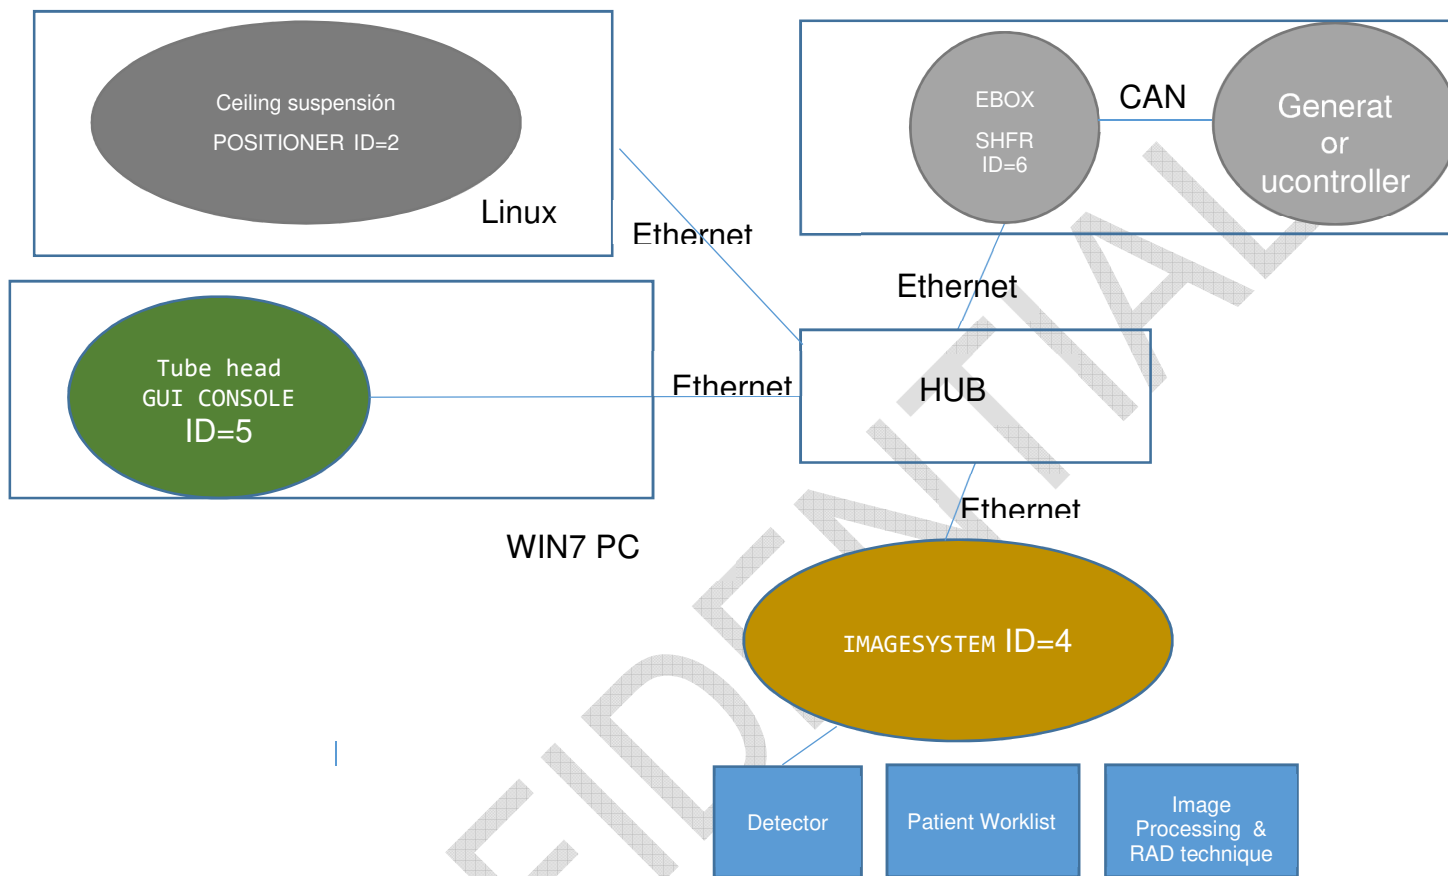 Ceiling suspensión
POSITIONER ID=2
Linux
EBOX
SHFR
ID=6
CAN
Generat
or
ucontroller
Ethernet
Ethernet
Tube head
GUI CONSOLE
ID=5
Ethernet
HUB
Ethernet
WIN7 PC
IMAGESYSTEM ID=4
Detector
Patient Worklist
Image
Processing &
RAD technique
FIDENTIAL